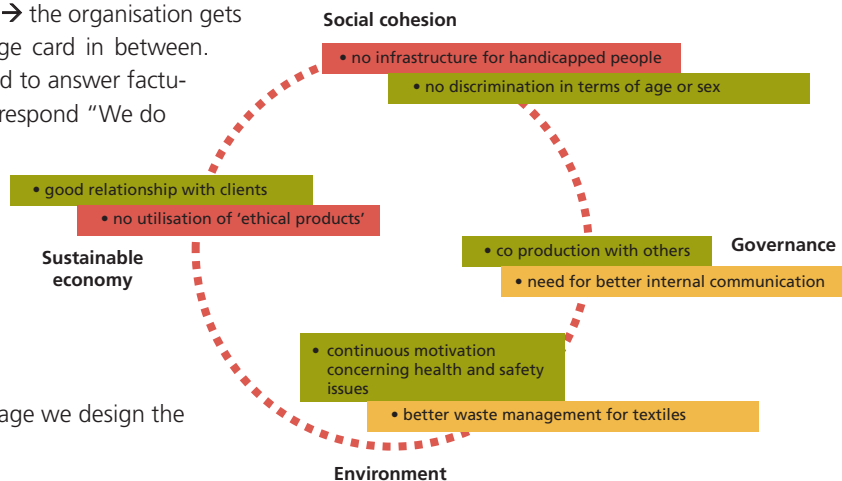 → the organisation gets
ge card in between.
d to answer factu-
respond “We do
age we design the
Social cohesion
• no infrastructure for handicapped people
• no discrimination in terms of age or sex
• good relationship with clients
• no utilisation of ‘ethical products’
Sustainable
economy
• co production with others
Governance
• need for better internal communication
• continuous motivation
concerning health and safety
issues
• better waste management for textiles
Environment